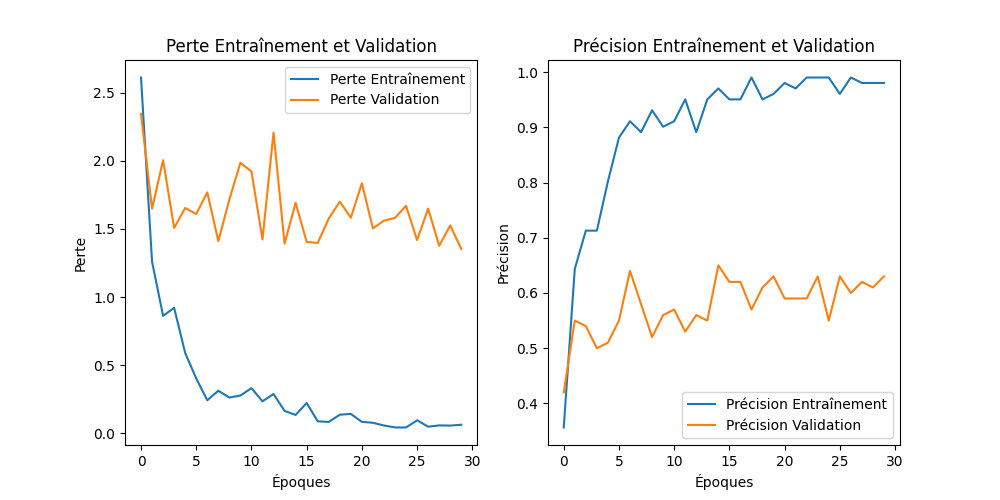 Perte Entraînement et Validation
Perte Entraînement
Perte Validation
Perte
2.5
2.0
1.5
1.0
0.5
0.0
0 5 10 15 20 25 30
Époques
Précision Entraînement et Validation
Précision
1.0
0.9
0.8
0.7
0.6
0.5
0.4
Précision Entraînement
Précision Validation
0 5 10 15 20 25 30
Époques